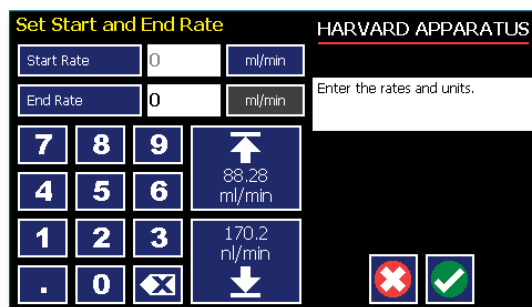 Set Start and End Rate
HARVARD APPARATUS
Start Rate 0 ml/min
End Rate 0 ml/min
Enter the rates and units.
7 8 9
4 5 6
1 2 3
. 0
88.28
ml/min
170.2
nl/min